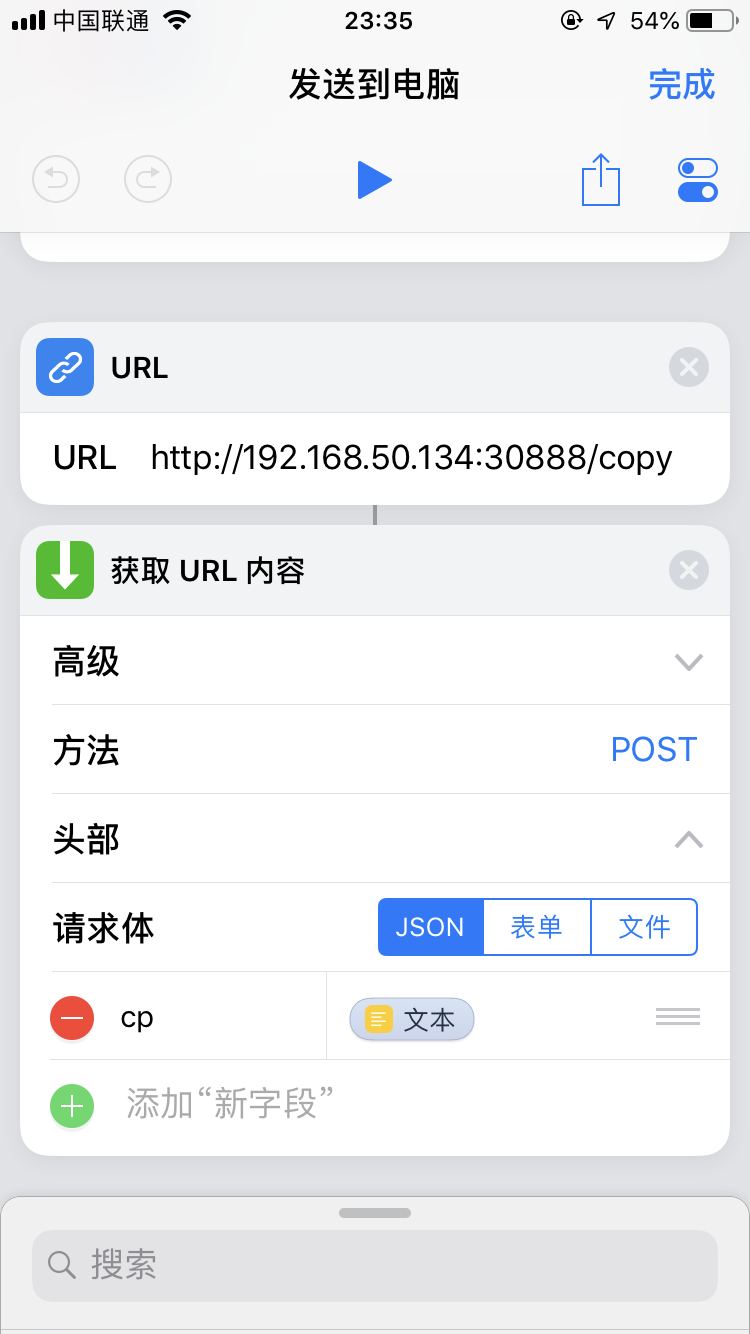 中国联通 23:35 54%
发送到电脑 完成
URL
URL http://192.168.50.134:30888/copy
获取 URL 内容
高级
方法 POST
头部
请求体 JSON 表单 文件
cp 文本
添加“新字段”
搜索